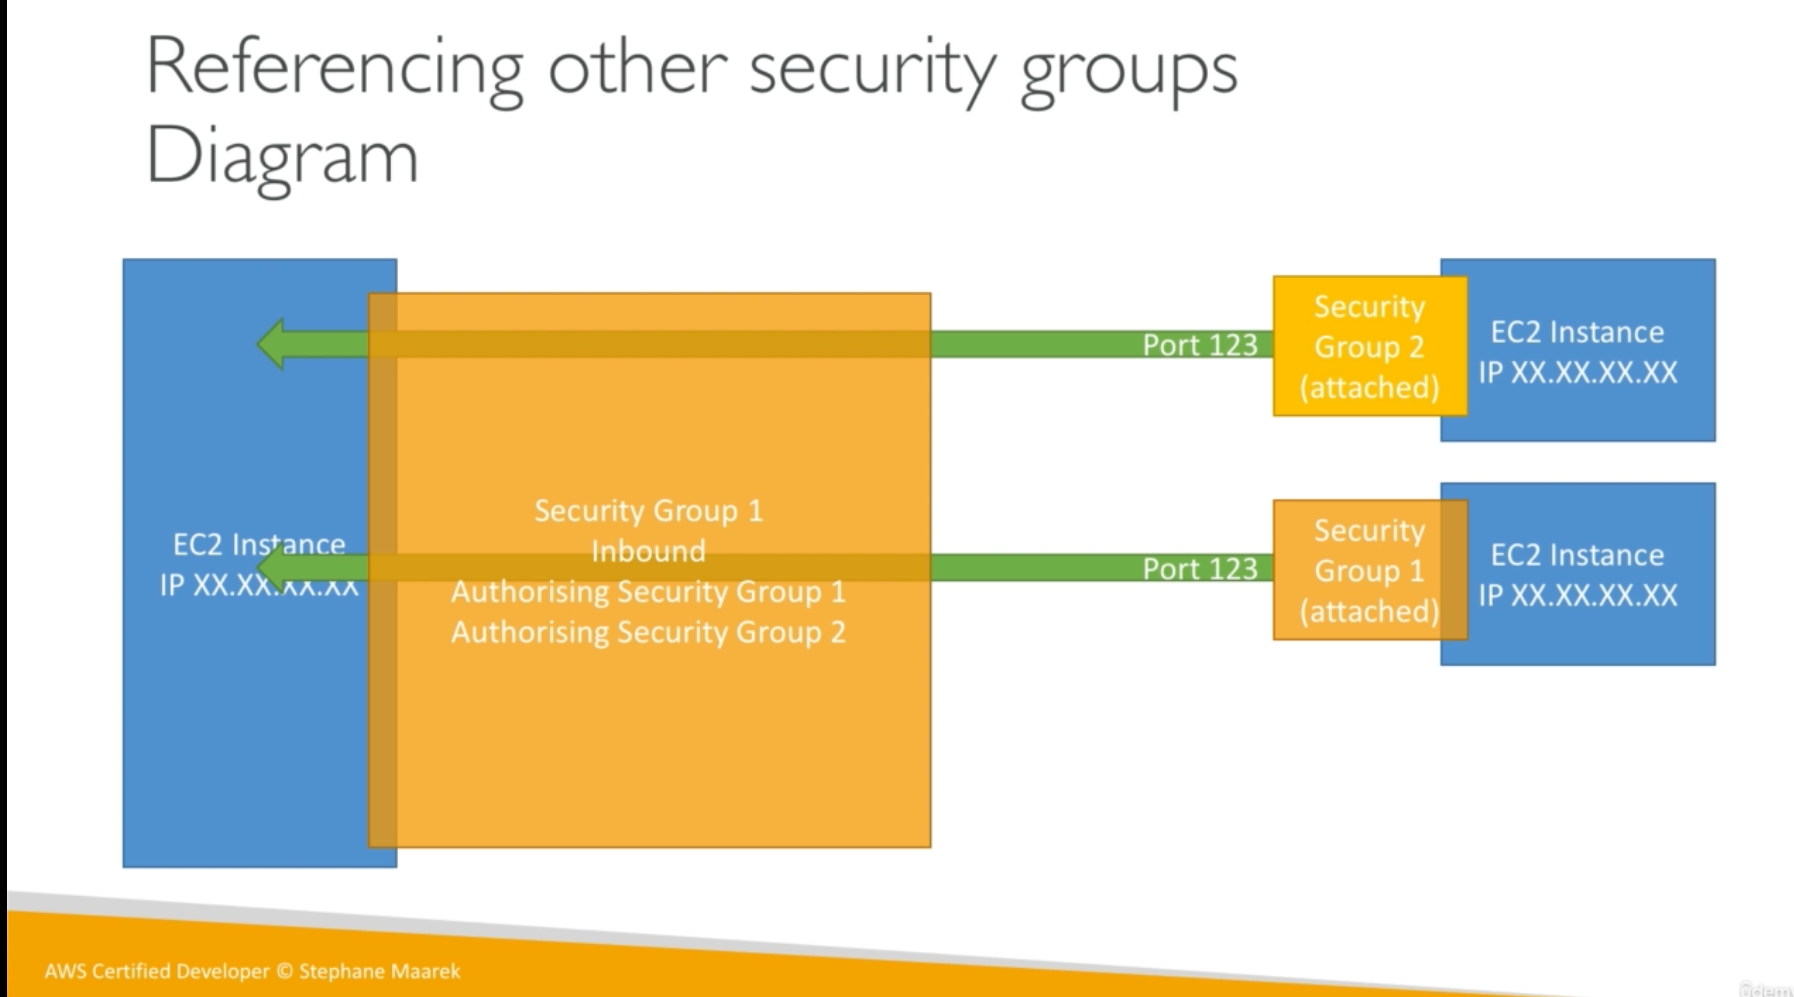 Referencing other security groups
Diagram
Port 123
Security
Group 2
(attached)
EC2 Instance
IP XX.XX.XX.XX
EC2 Instance
IP XX.XX.XX.XX
Security Group 1
Inbound
Authorising Security Group 1
Authorising Security Group 2
Port 123
Security
Group 1
(attached)
EC2 Instance
IP XX.XX.XX.XX
AWS Certified Developer © Stephane Maarek